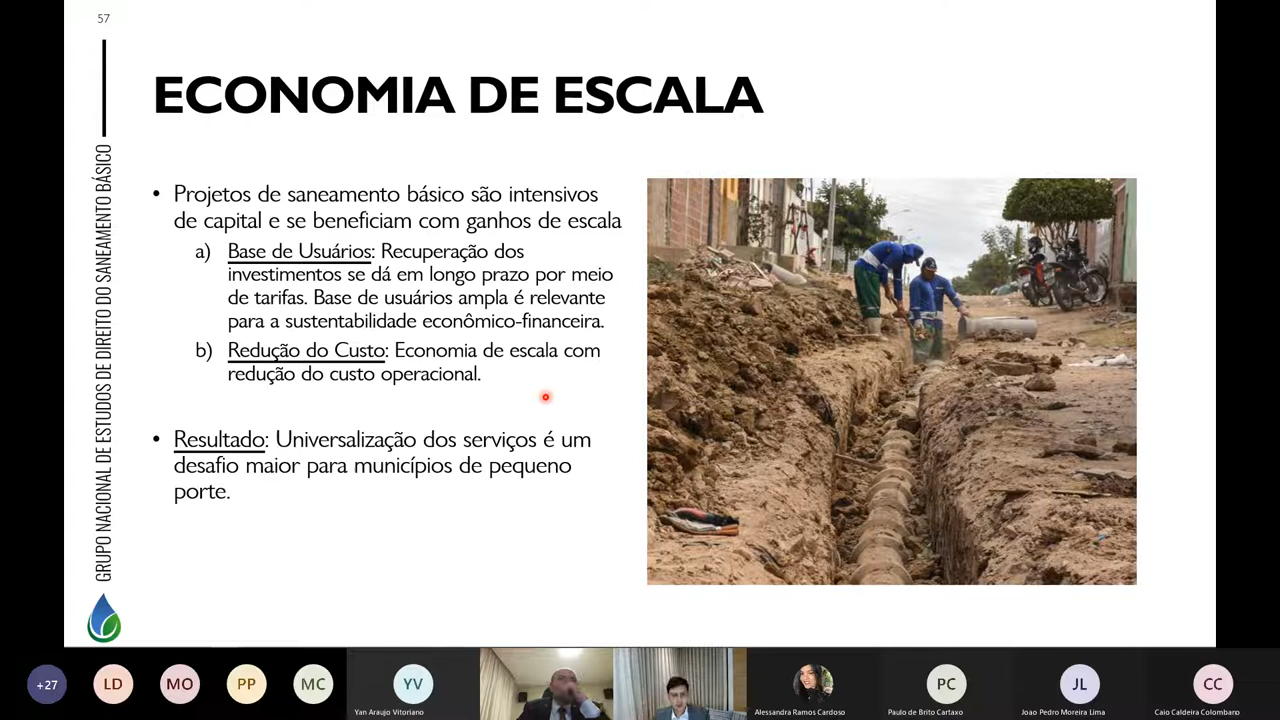 57
ECONOMIA DE ESCALA
GRUPO NACIONAL DE ESTUDOS DE DIREITO DO SANEAMENTO BÁSICO
• Projetos de saneamento básico são intensivos
de capital e se beneficiam com ganhos de escala
a) Base de Usuários: Recuperação dos
investimentos se dá em longo prazo por meio
de tarifas. Base de usuários ampla é relevante
para a sustentabilidade econômico-financeira.
b) Redução do Custo: Economia de escala com
redução do custo operacional.
• Resultado: Universalização dos serviços é um
desafio maior para municípios de pequeno
porte.
+27
LD
MO
PP
MC
YV
PC
JL
CC
Yan Araujo Vitoriano
Alessandra Ramos Cardoso
Paulo de Brito Cartaxo
Joao Pedro Moreira Lima
Caio Caldeira Colombano